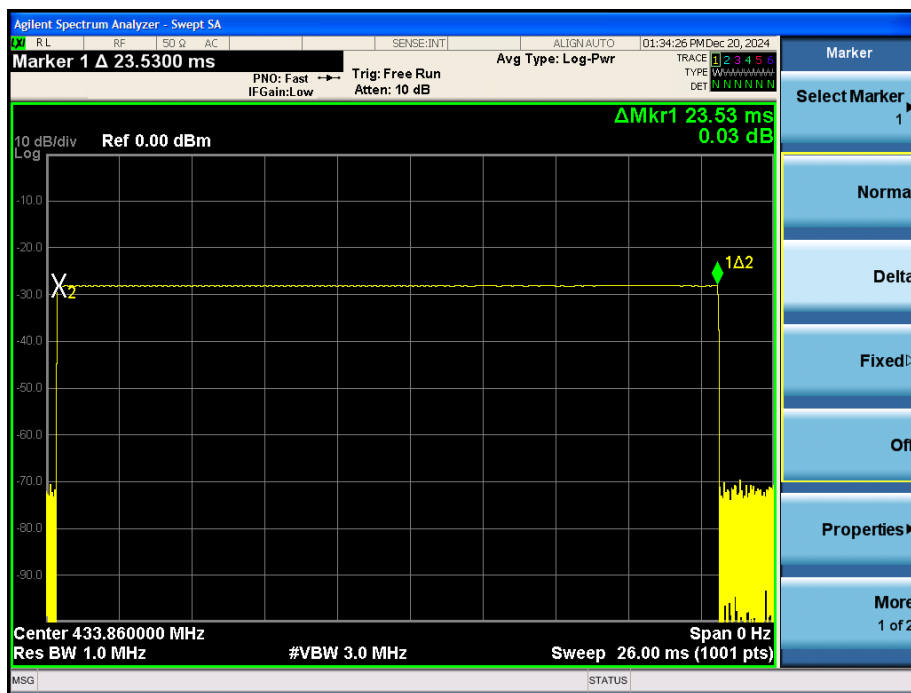 Agilent Spectrum Analyzer - Swept SA
LXI RL RF 50 Ω AC SENSE:INT ALIGNAUTO 01:34:26 PM Dec 20, 2024
Marker 1 Δ 23.5300 ms
PNO: Fast
IFGain:Low
Trig: Free Run
Atten: 10 dB
Avg Type: Log-Pwr
TRACE 1 2 3 4 5 6
TYPE W
DET N N N N N N
ΔMkr1 23.53 ms
0.03 dB
10 dB/div Ref 0.00 dBm
Log
-10.0
-20.0
-30.0
-40.0
-50.0
-60.0
-70.0
-80.0
-90.0
X2
1Δ2
Center 433.860000 MHz Span 0 Hz
Res BW 1.0 MHz #VBW 3.0 MHz Sweep 26.00 ms (1001 pts)
MSG STATUS
Marker
Select Marker
1
Norma
Delta
Fixed
Off
Properties
More
1 of 2